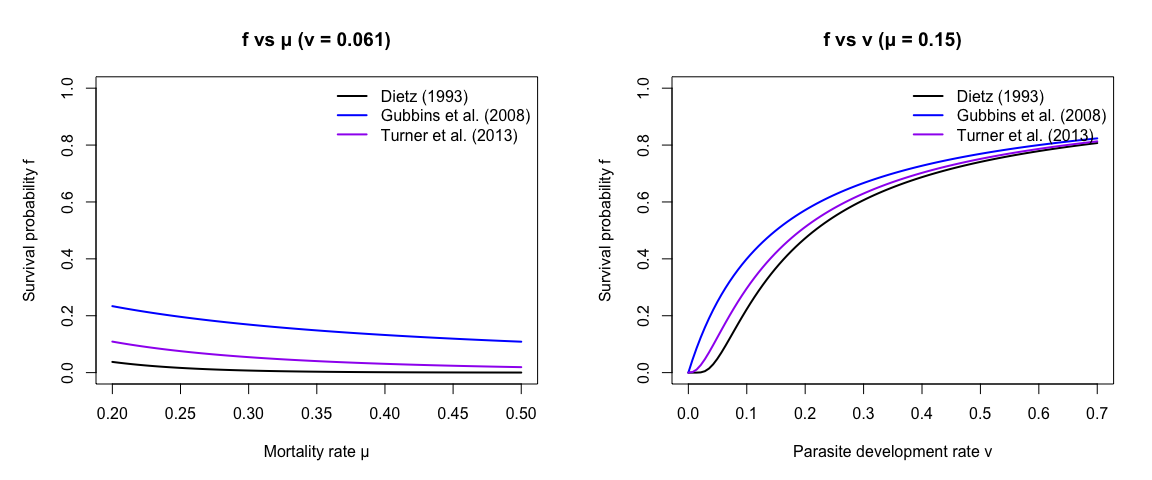 f vs μ (ν = 0.061)
Dietz (1993)
Gubbins et al. (2008)
Turner et al. (2013)
Survival probability f
1.0
0.8
0.6
0.4
0.2
0.0
0.20 0.25 0.30 0.35 0.40 0.45 0.50
Mortality rate μ
f vs ν (μ = 0.15)
Dietz (1993)
Gubbins et al. (2008)
Turner et al. (2013)
Survival probability f
1.0
0.8
0.6
0.4
0.2
0.0
0.0 0.1 0.2 0.3 0.4 0.5 0.6 0.7
Parasite development rate ν